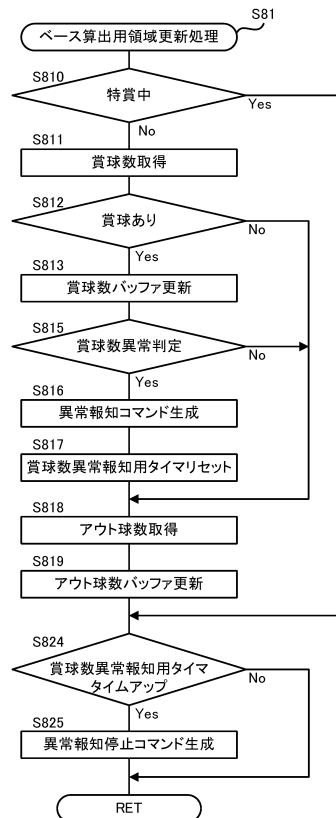 S81
ベース算出用領域更新処理
S810
特賞中
Yes
No
S811
賞球数取得
S812
賞球あり
No
Yes
S813
賞球数バッファ更新
S815
賞球数異常判定
No
Yes
S816
異常報知コマンド生成
S817
賞球数異常報知用タイマリセット
S818
アウト球数取得
S819
アウト球数バッファ更新
S824
賞球数異常報知用タイマ
タイムアップ
No
Yes
S825
異常報知停止コマンド生成
RET